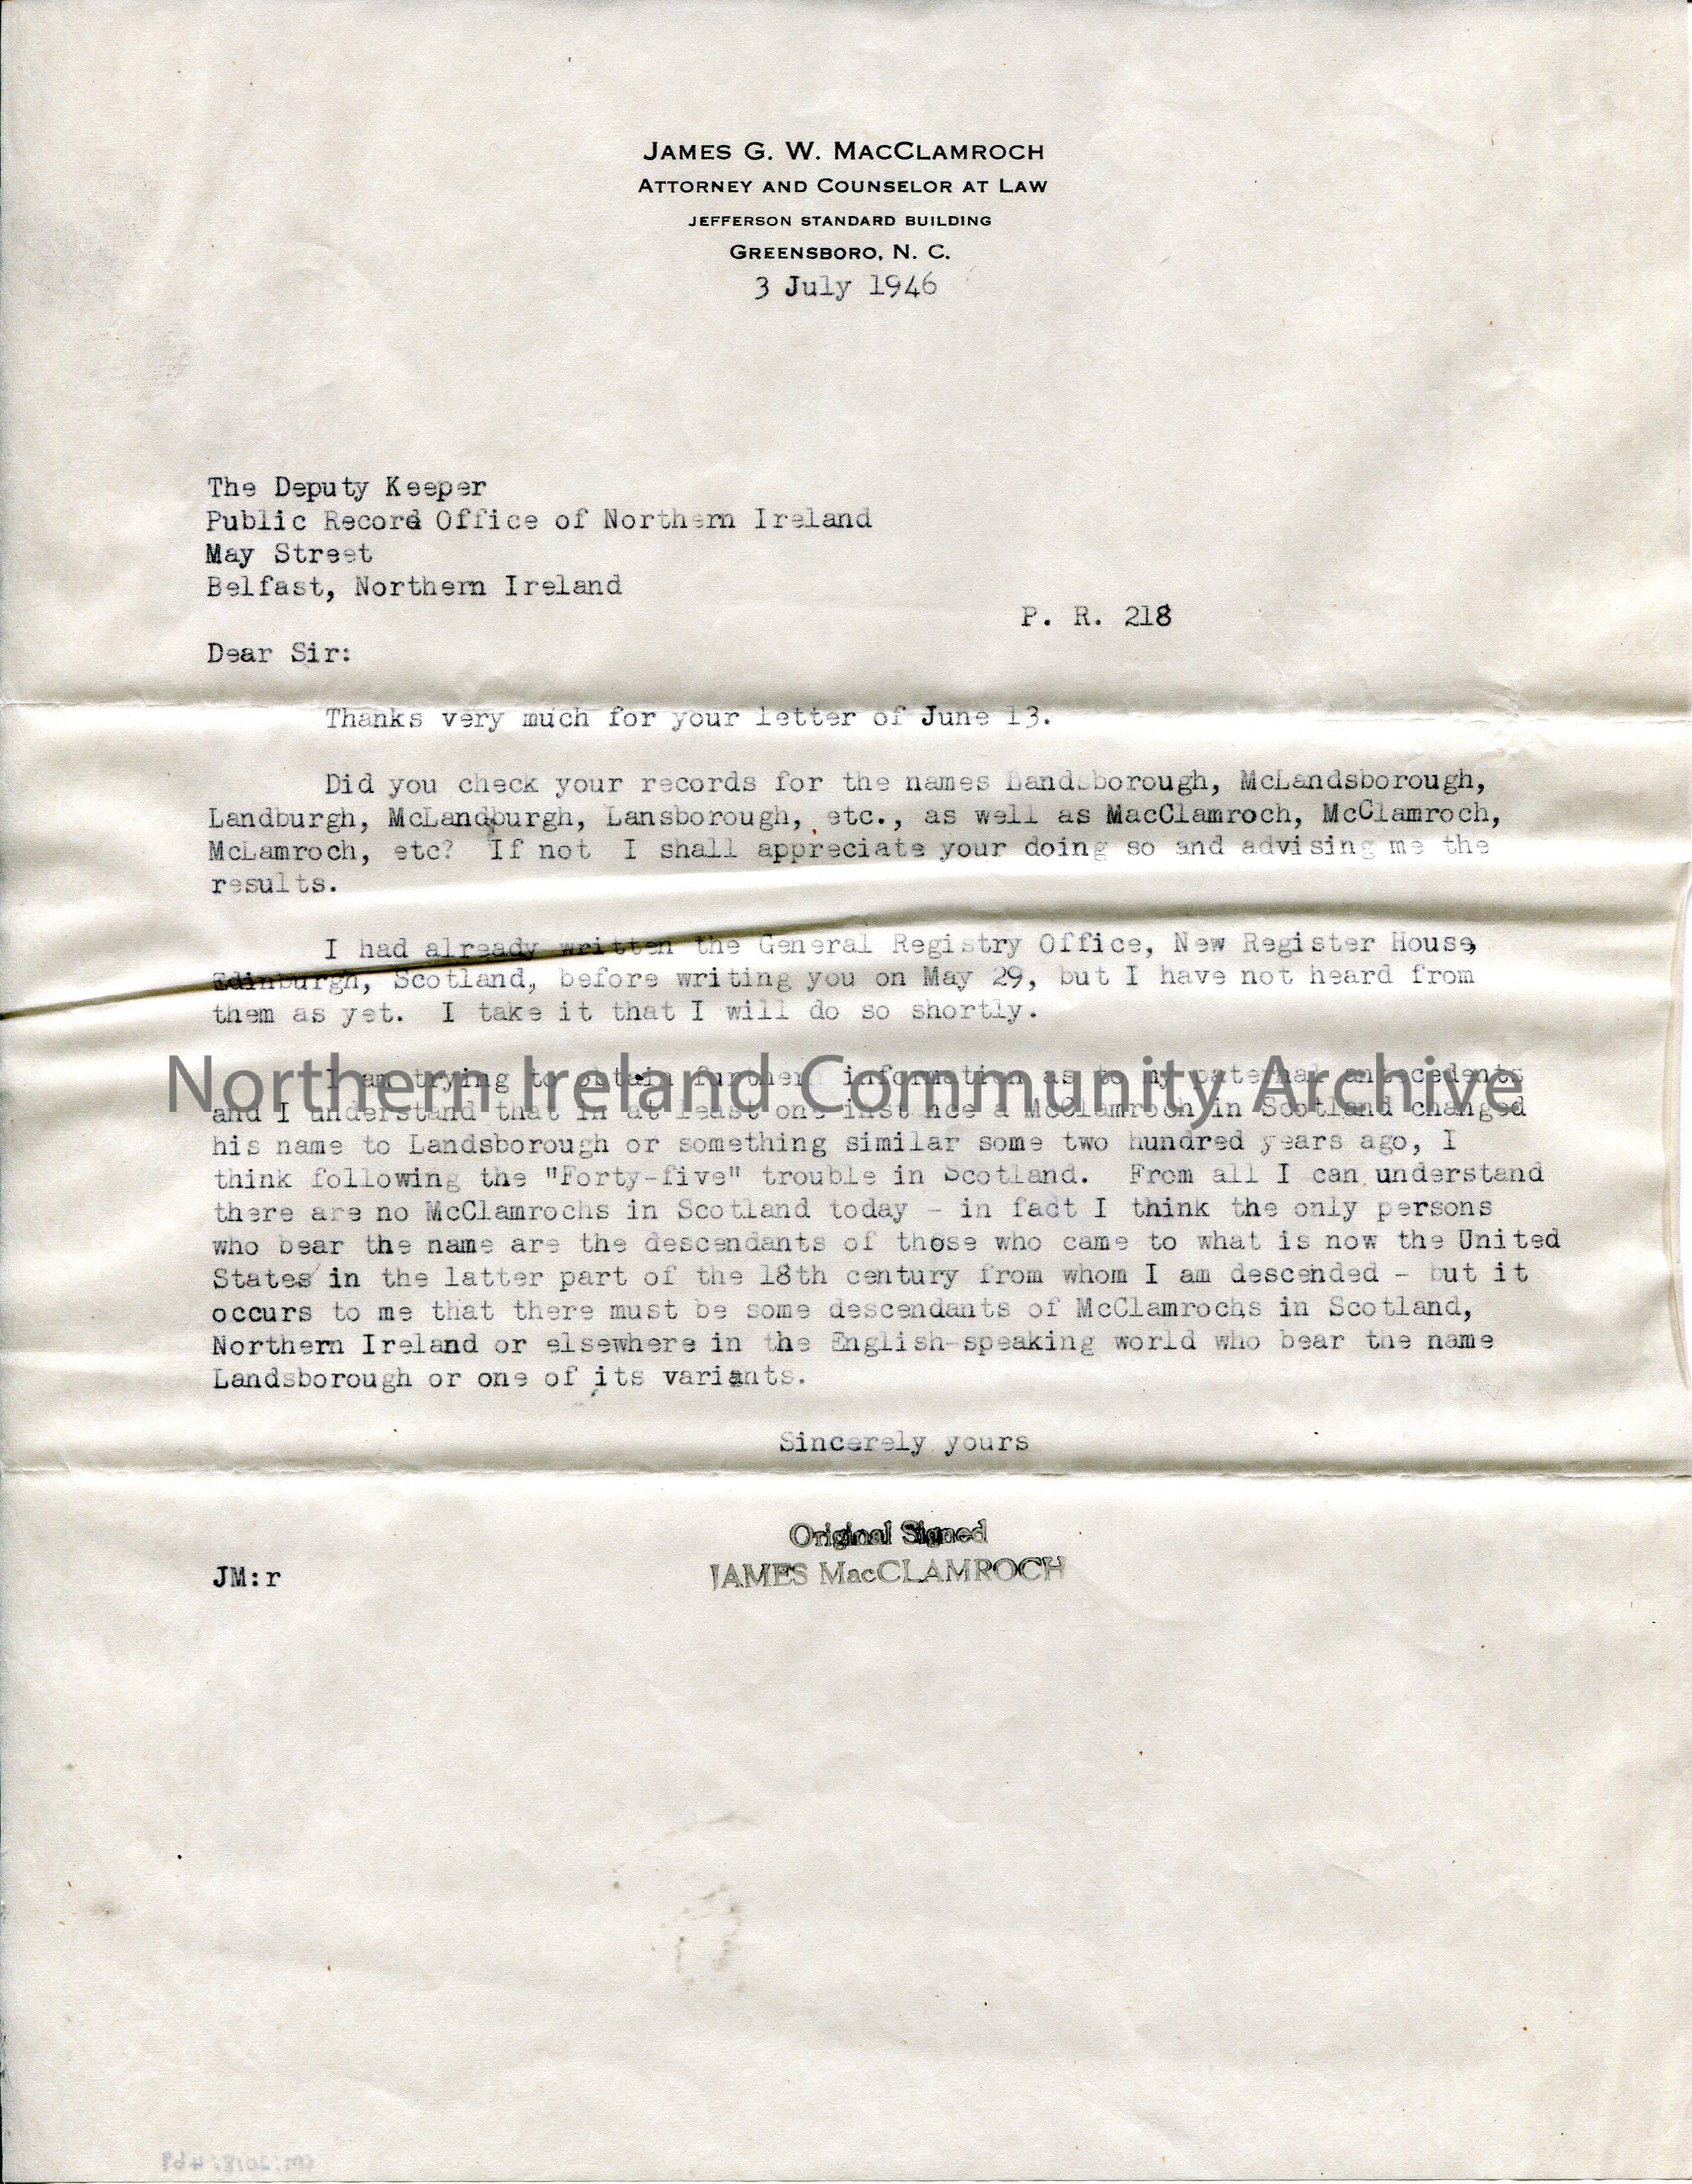 JAMES G. W. MACCLAMROCH
ATTORNEY AND COUNSELOR AT LAW
JEFFERSON STANDARD BUILDING
GREENSBORO, N. C.
3 July 1946
The Deputy Keeper
Public Record Office of Northern Ireland
May Street
Belfast, Northern Ireland
P. R. 218
Dear Sir:
Thanks very much for your letter of June 13.
Did you check your records for the names Landsborough, McLandsborough,
Landburgh, McLandburgh, Lansborough, etc., as well as MacClamroch, McClamroch,
McLamroch, etc? If not I shall appreciate your doing so and advising me the
results.
I had already written the General Registry Office, New Register House,
Edinburgh, Scotland, before writing you on May 29, but I have not heard from
them as yet. I take it that I will do so shortly.
Northern Ireland Community Archive
I am trying to obtain further information as to my paternal antecedents
and I understand that in at least one instance a McClamroch in Scotland changed
his name to Landsborough or something similar some two hundred years ago, I
think following the "Forty-five" trouble in Scotland. From all I can understand
there are no McClamrochs in Scotland today - in fact I think the only persons
who bear the name are the descendants of those who came to what is now the United
States in the latter part of the 18th century from whom I am descended - but it
occurs to me that there must be some descendants of McClamrochs in Scotland,
Northern Ireland or elsewhere in the English-speaking world who bear the name
Landsborough or one of its variants.
Sincerely yours
Original Signed
JAMES MacCLAMROCH
JM:r